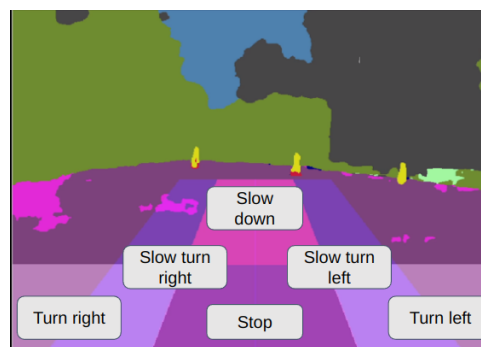 Slow
down
Slow turn
right
Slow turn
left
Turn right
Stop
Turn left